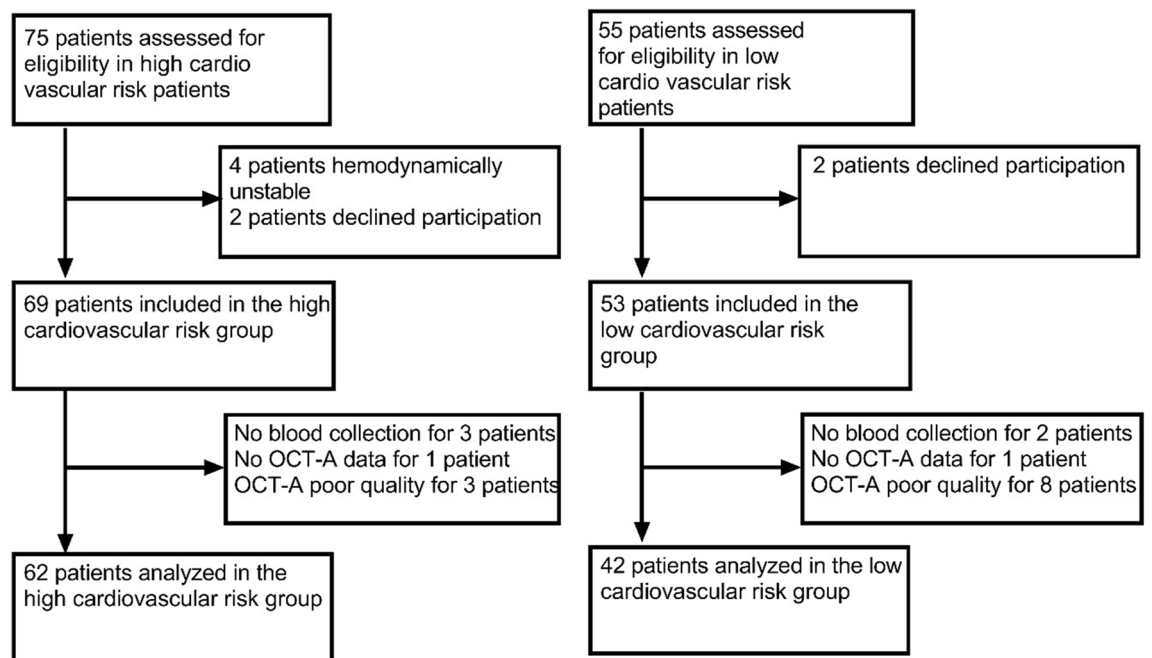 75 patients assessed for
eligibility in high cardio
vascular risk patients
4 patients hemodynamically
unstable
2 patients declined participation
69 patients included in the high
cardiovascular risk group
No blood collection for 3 patients
No OCT-A data for 1 patient
OCT-A poor quality for 3 patients
62 patients analyzed in the
high cardiovascular risk group
55 patients assessed
for eligibility in low
cardio vascular risk
patients
2 patients declined participation
53 patients included in the
low cardiovascular risk
group
No blood collection for 2 patients
No OCT-A data for 1 patient
OCT-A poor quality for 8 patients
42 patients analyzed in the low
cardiovascular risk group